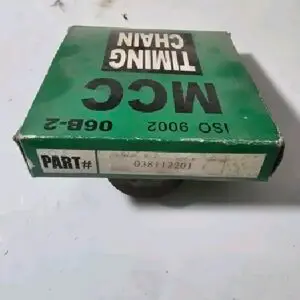 TIMING
CHAIN
MCC
06B-2
ISO 9002
PART#
038112201